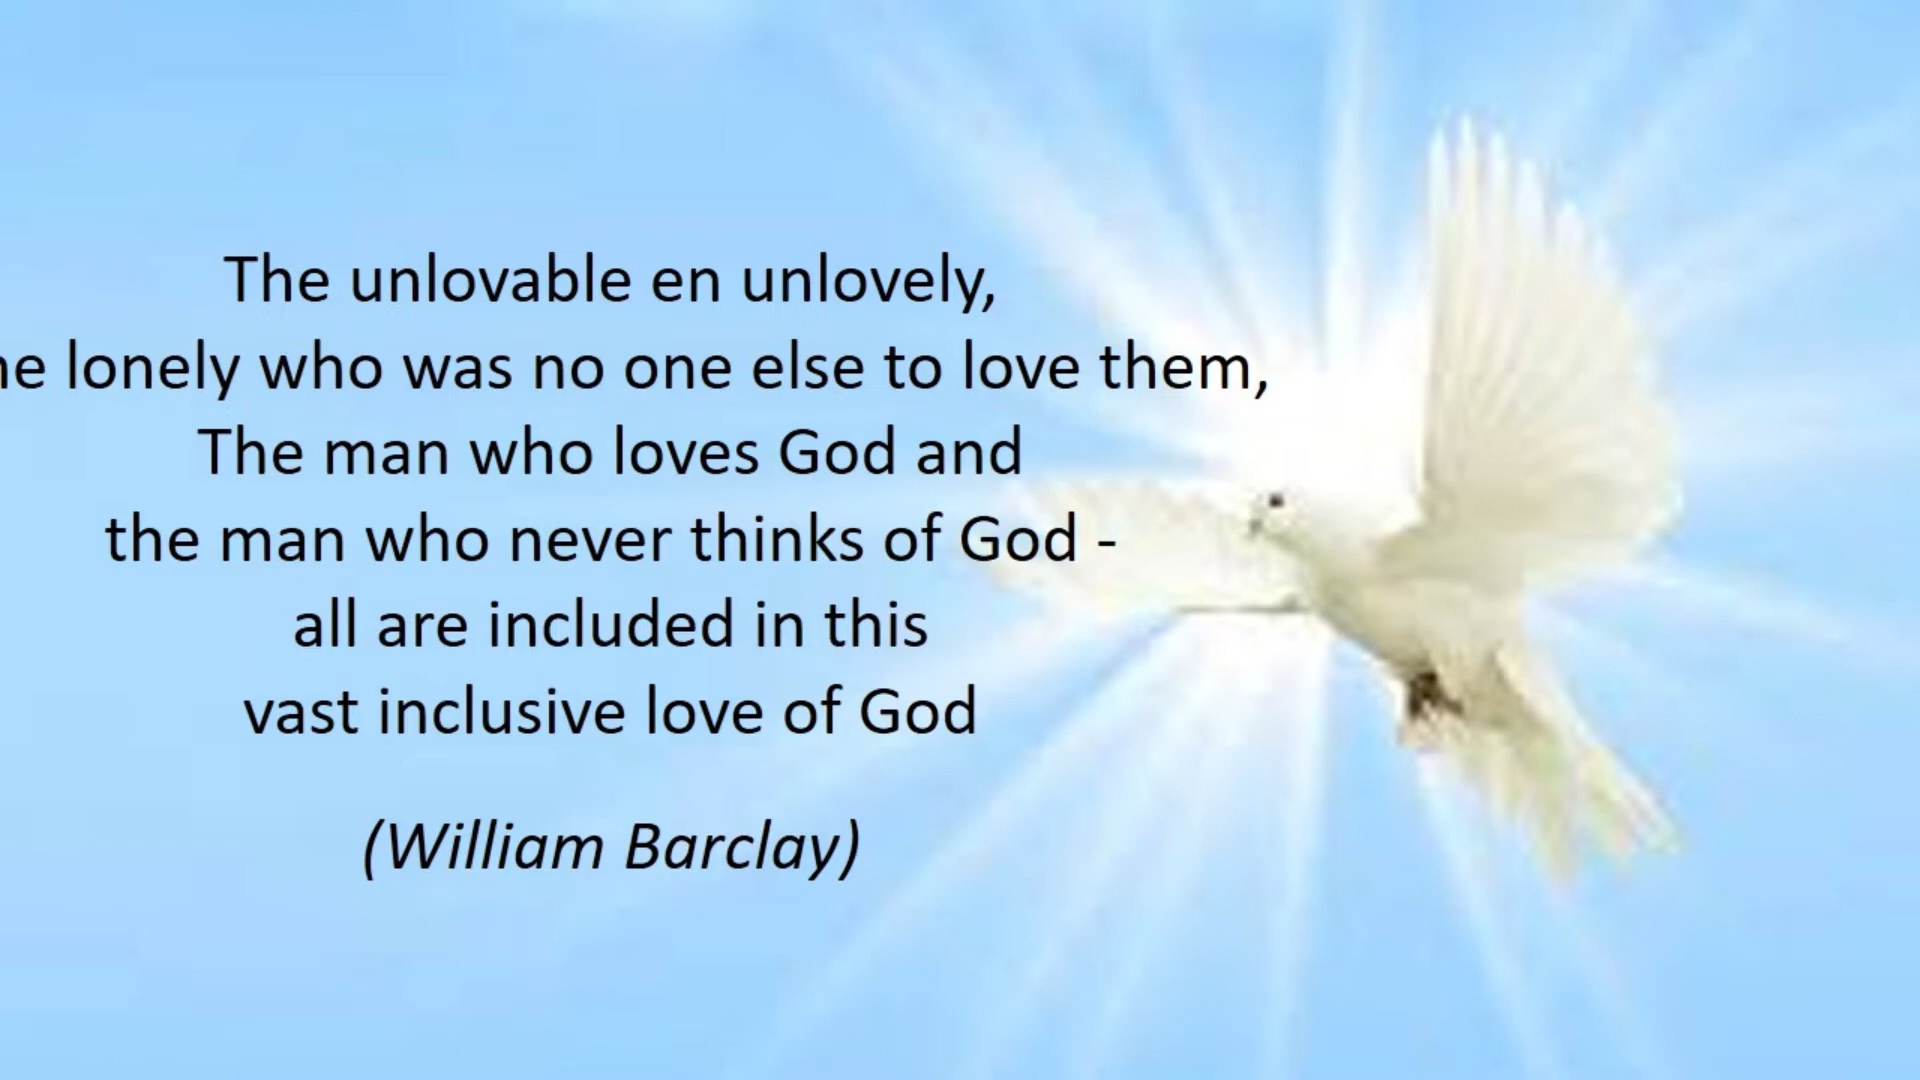 The unlovable en unlovely,
he lonely who was no one else to love them,
The man who loves God and
the man who never thinks of God -
all are included in this
vast inclusive love of God
(William Barclay)